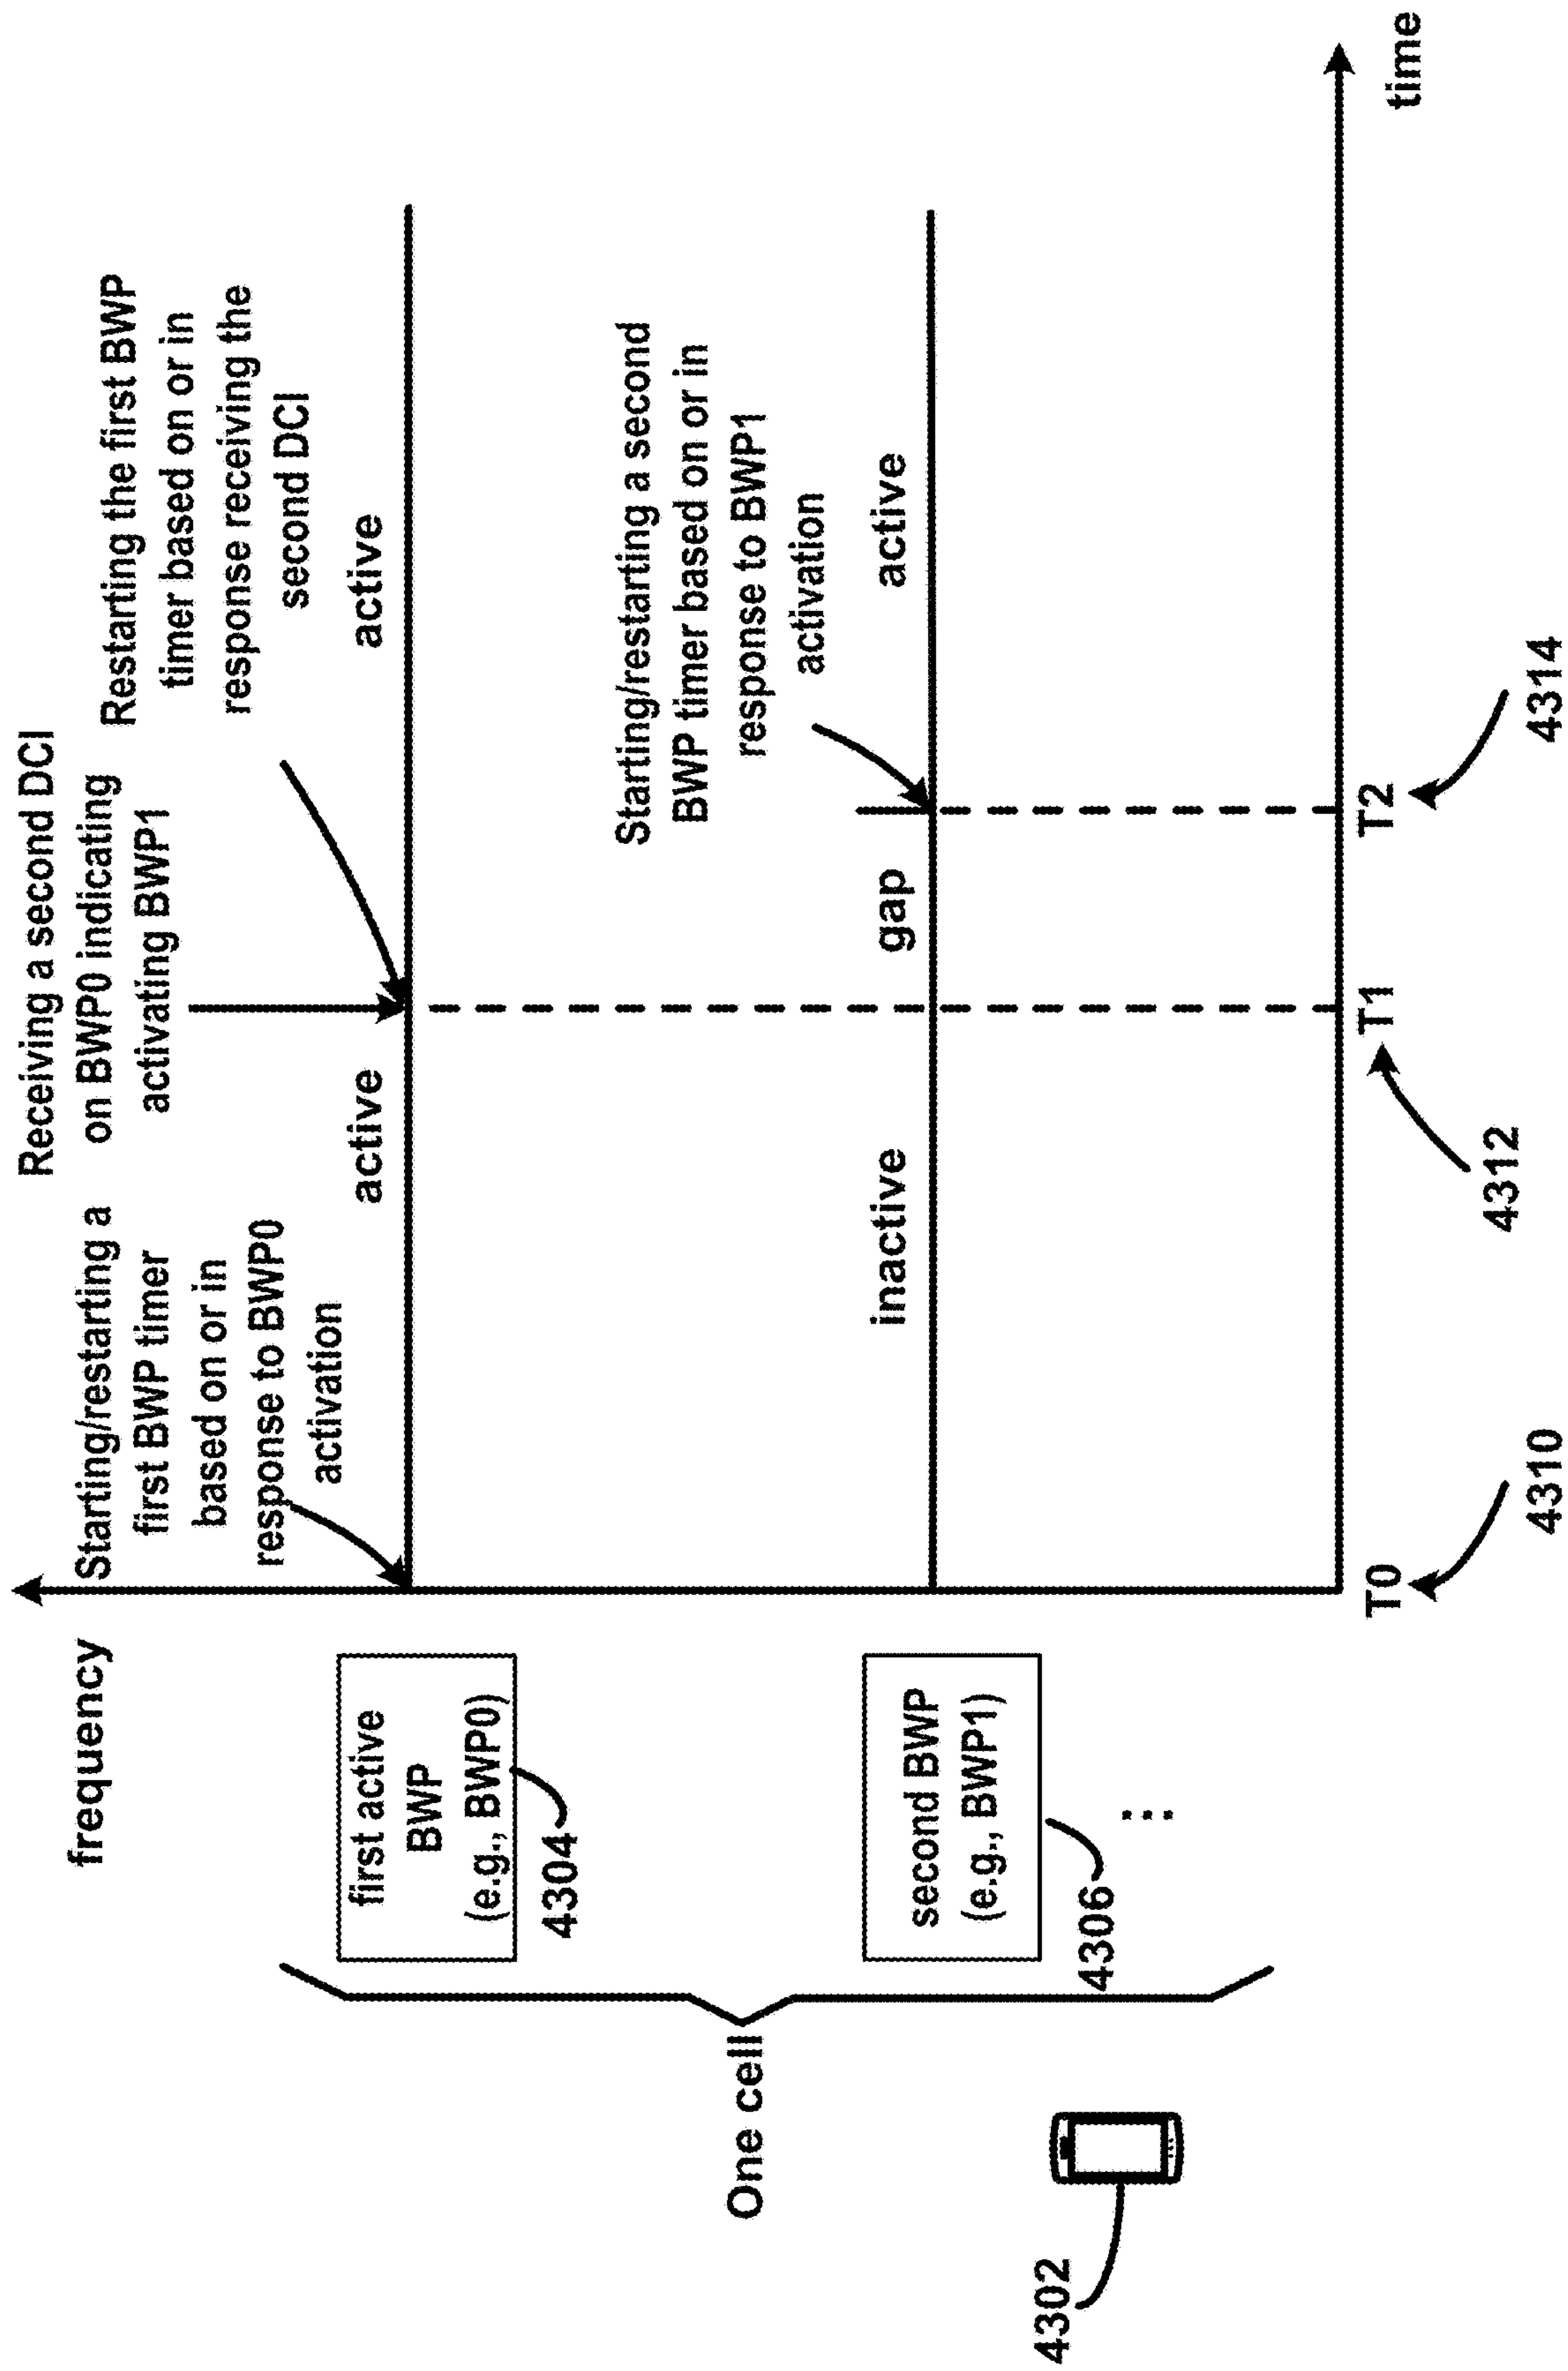 frequency
Starting/restarting a
first BWP timer
based on or in
response to BWP0
activation
Receiving a second DCI
on BWP0 indicating
activating BWP1
Restarting the first BWP
timer based on or in
response receiving the
second DCI
active
active
first active
BWP
(e.g., BWP0)
4304
Starting/restarting a second
BWP timer based on or in
response to BWP1
activation
inactive
gap
active
second BWP
(e.g., BWP1)
4306
One cell
4302
T0
T1
T2
time
4310
4312
4314